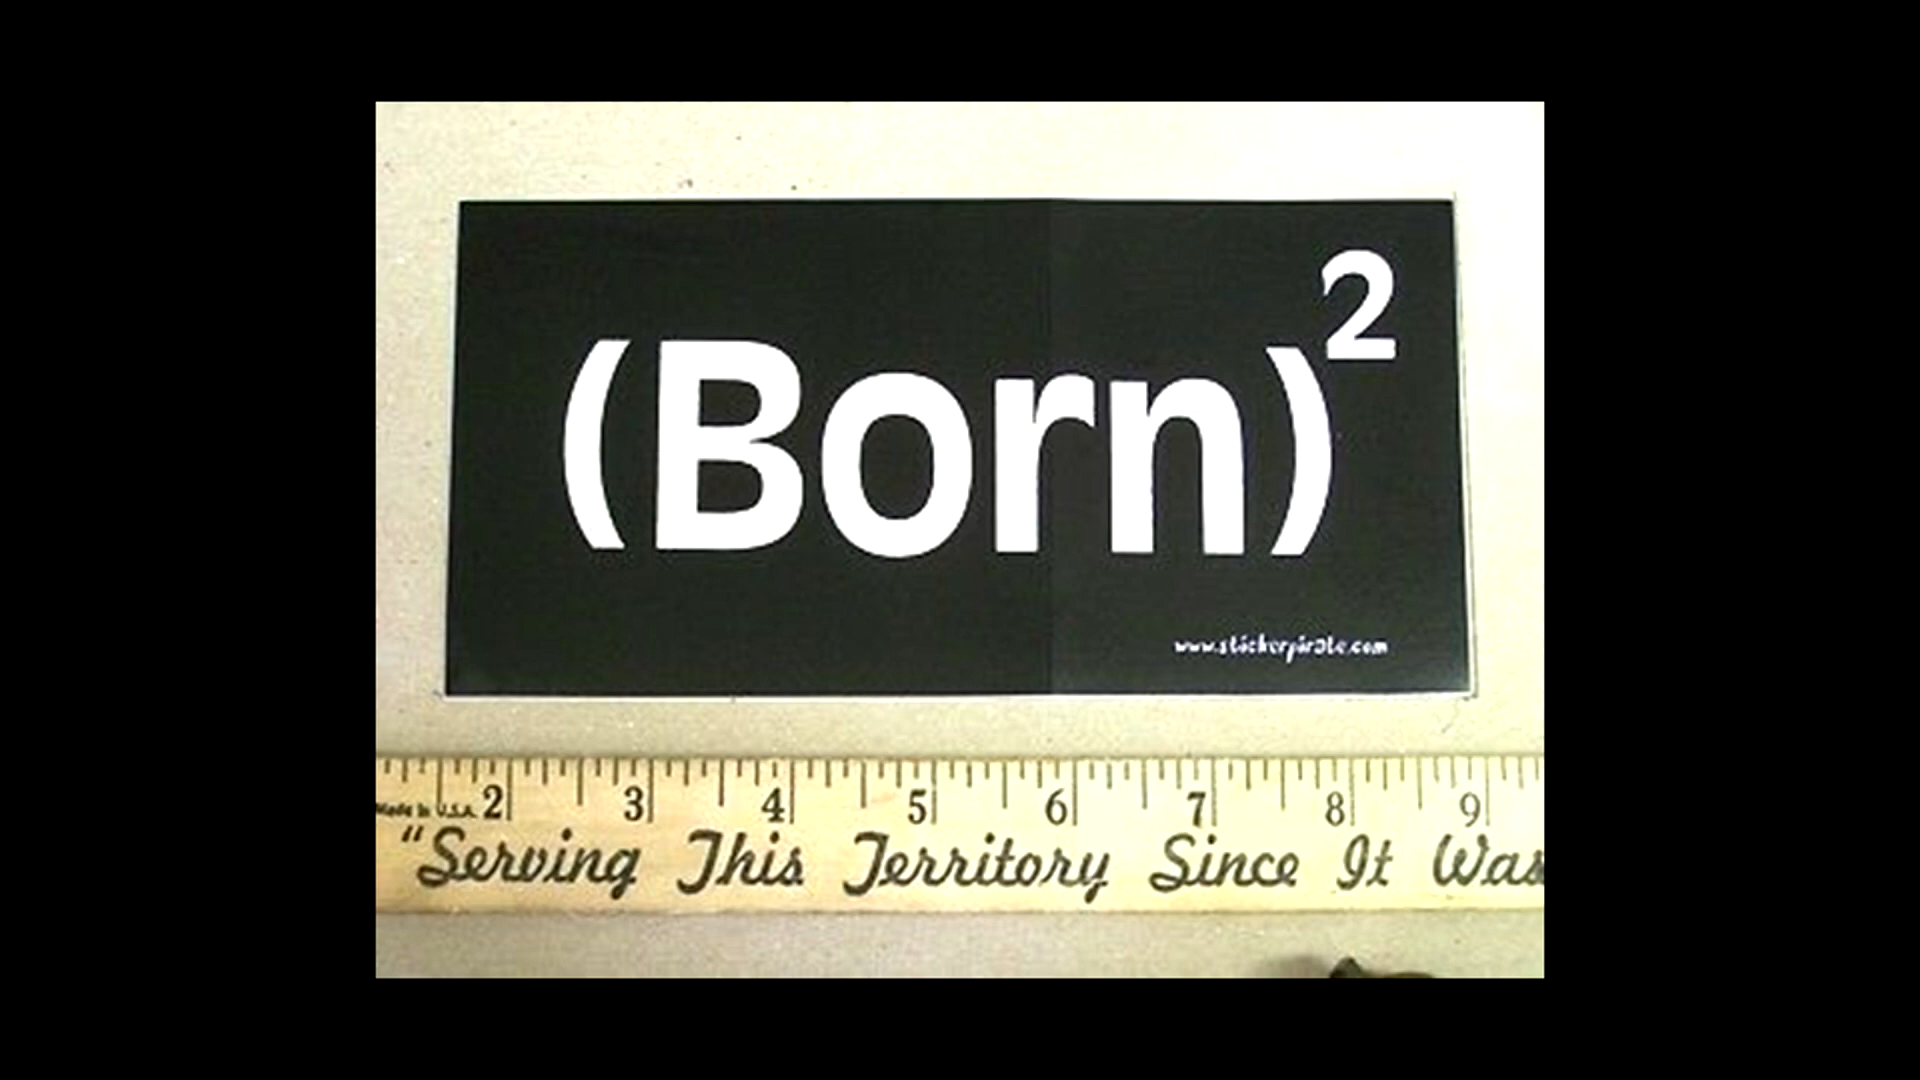 (Born)²
www.stickerpirate.com
Made In U.S.A. 2 3 4 5 6 7 8 9
"Serving This Territory Since It Was